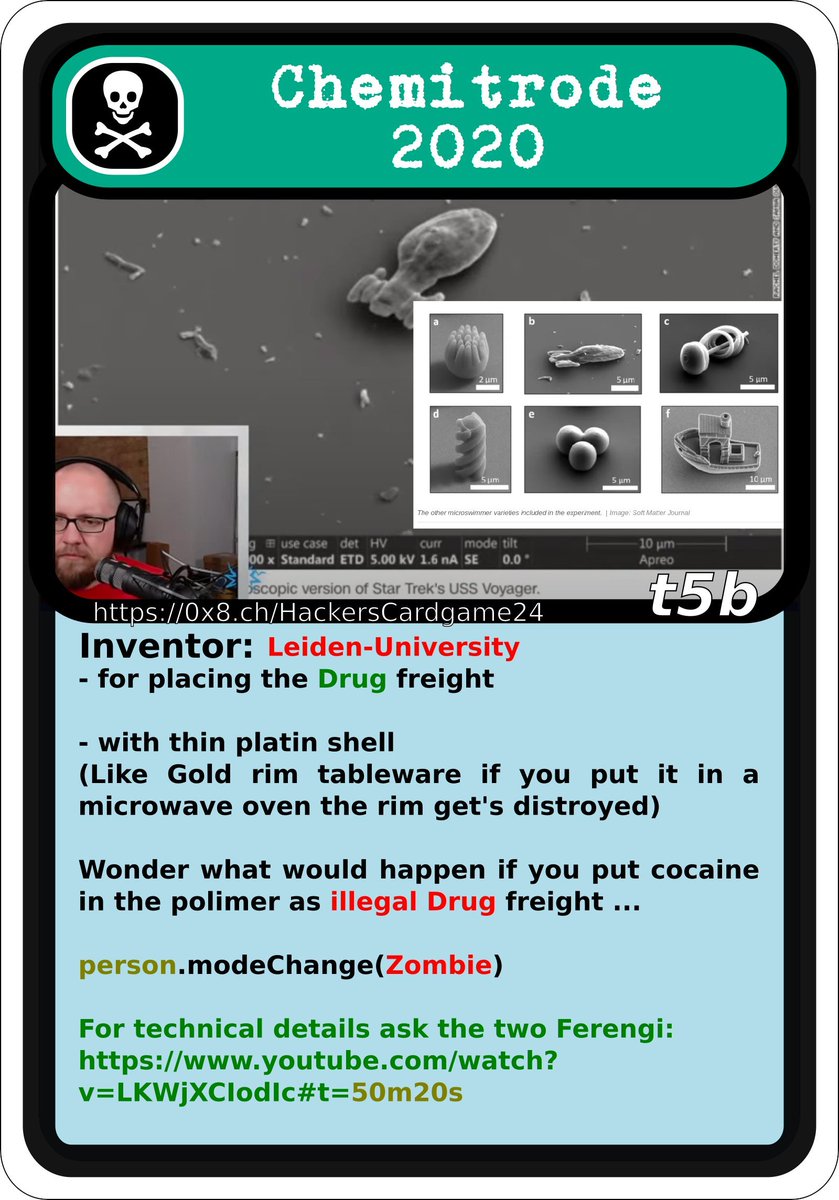 Chemitrode
2020
a
b
c
2 µm
5 µm
5 µm
d
e
f
5 µm
5 µm
10 µm
The other microswimmer varieties included in the experiment. | Image: Soft Matter Journal
g use case det HV curr mode tilt 10 µm
00 x Standard ETD 5.00 kV 1.6 nA SE 0.0 ° Apreo
oscopic version of Star Trek's USS Voyager.
t5b
https://0x8.ch/HackersCardgame24
Inventor: Leiden-University
- for placing the Drug freight
- with thin platin shell
(Like Gold rim tableware if you put it in a
microwave oven the rim get's distroyed)
Wonder what would happen if you put cocaine
in the polimer as illegal Drug freight ...
person.modeChange(Zombie)
For technical details ask the two Ferengi:
https://www.youtube.com/watch?
v=LKWjXCIodIc#t=50m20s